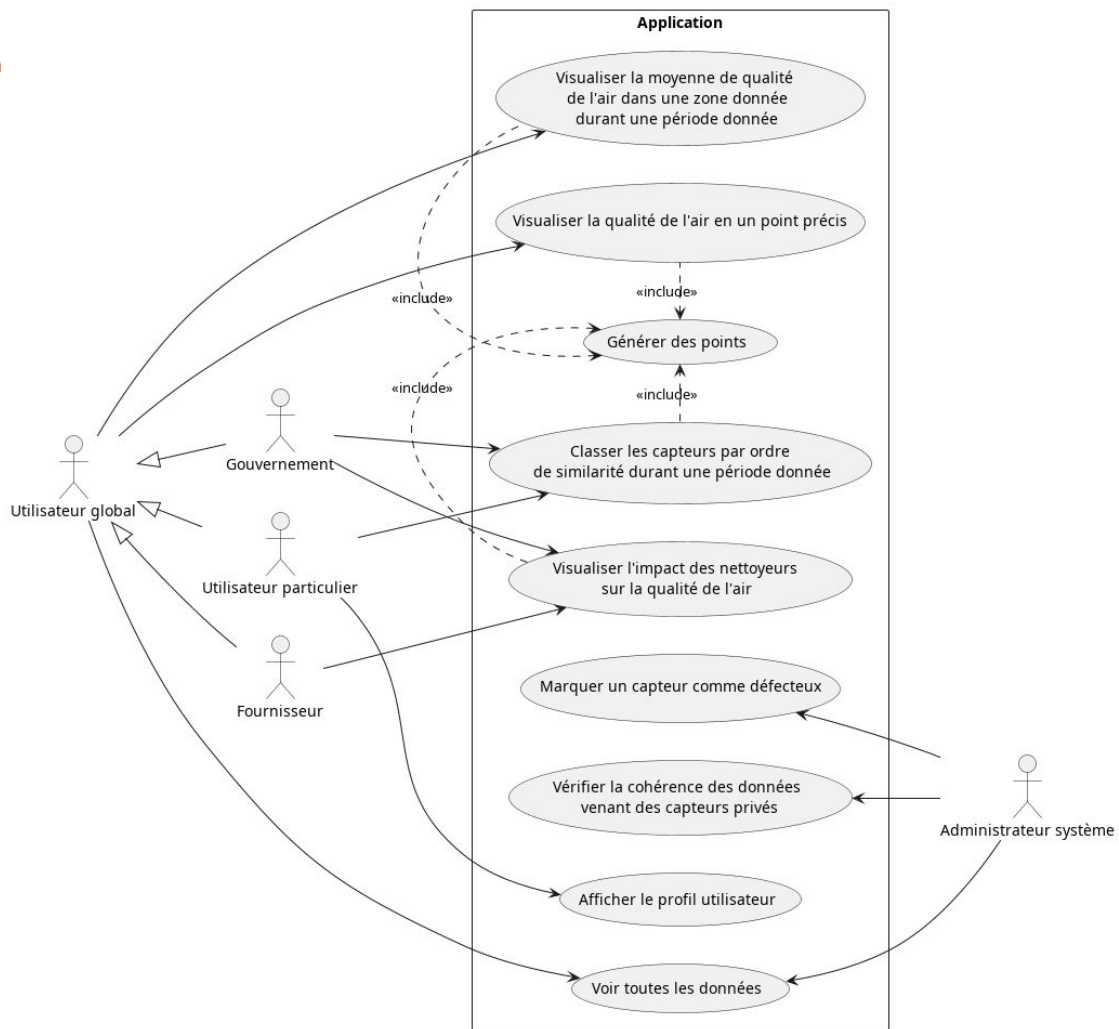 Application
Visualiser la moyenne de qualité
de l'air dans une zone donnée
durant une période donnée
Visualiser la qualité de l'air en un point précis
«include»
«include»
Générer des points
«include»
«include»
Classer les capteurs par ordre
de similarité durant une période donnée
Gouvernement
Utilisateur global
Visualiser l'impact des nettoyeurs
sur la qualité de l'air
Utilisateur particulier
Marquer un capteur comme défecteux
Fournisseur
Vérifier la cohérence des données
venant des capteurs privés
Administrateur système
Afficher le profil utilisateur
Voir toutes les données